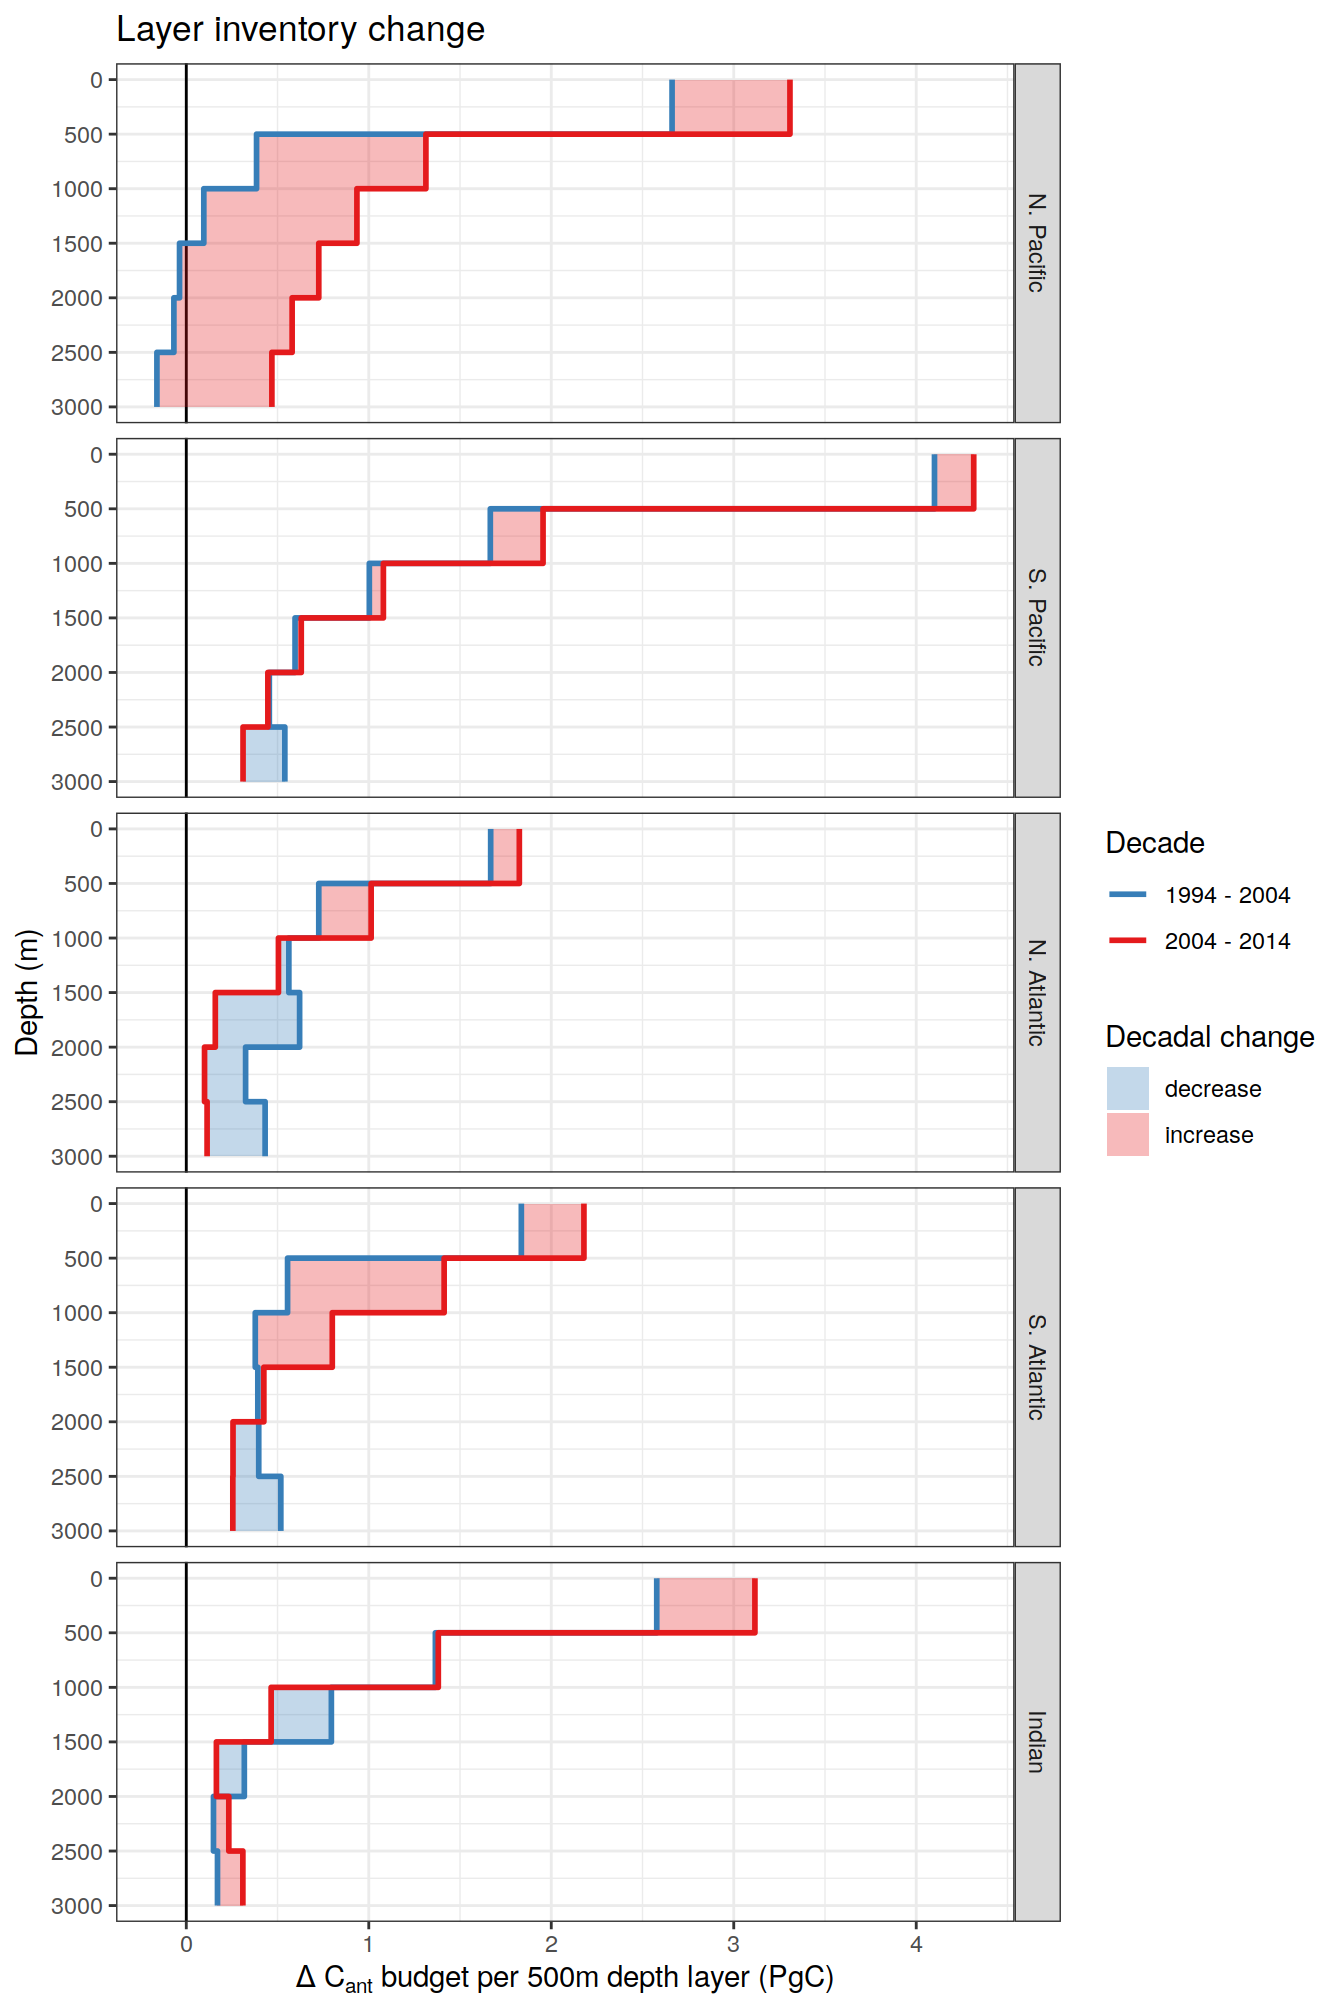 Layer inventory change
0
500
1000
1500
2000
2500
3000
N. Pacific
0
500
1000
1500
2000
2500
3000
S. Pacific
0
500
1000
1500
2000
2500
3000
N. Atlantic
0
500
1000
1500
2000
2500
3000
S. Atlantic
0
500
1000
1500
2000
2500
3000
Indian
0 1 2 3 4
Δ Cant budget per 500m depth layer (PgC)
Depth (m)
Decade
1994 - 2004
2004 - 2014
Decadal change
decrease
increase